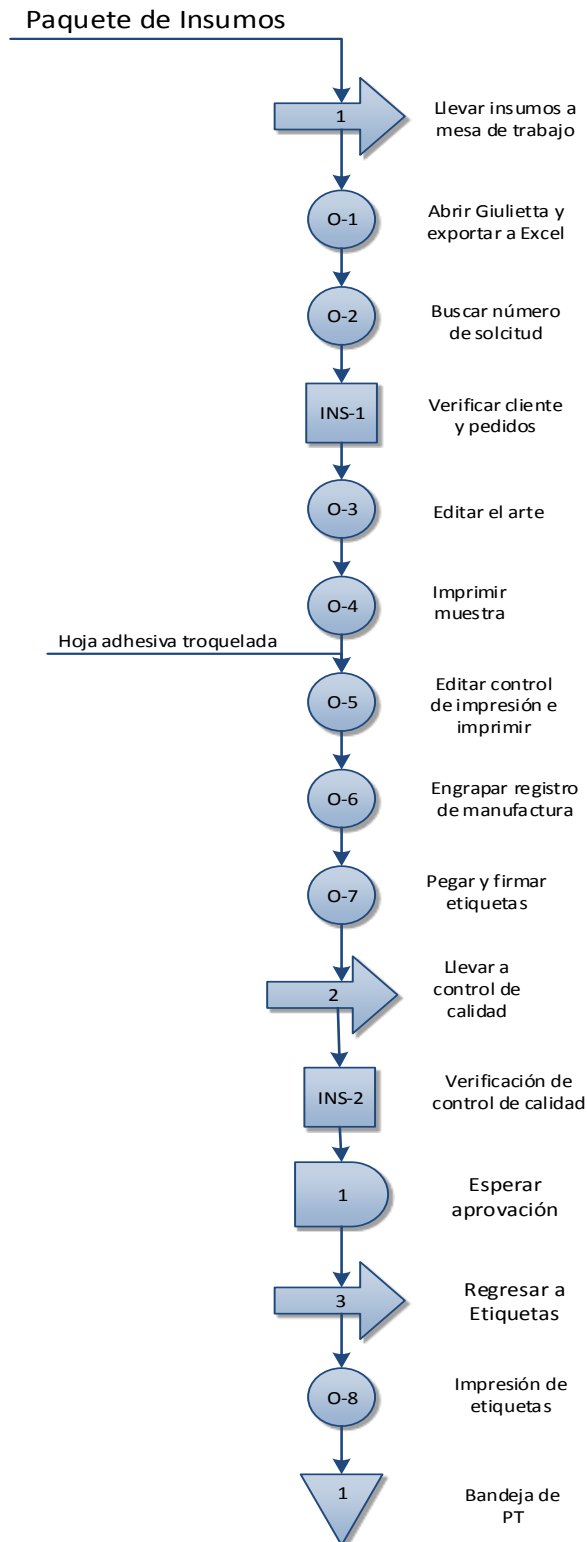 Paquete de Insumos
1
Llevar insumos a
mesa de trabajo
O-1
Abrir Giulietta y
exportar a Excel
O-2
Buscar número
de solcitud
INS-1
Verificar cliente
y pedidos
O-3
Editar el arte
O-4
Imprimir
muestra
Hoja adhesiva troquelada
O-5
Editar control
de impresión e
imprimir
O-6
Engrapar registro
de manufactura
O-7
Pegar y firmar
etiquetas
2
Llevar a
control de
calidad
INS-2
Verificación de
control de calidad
1
Esperar
aprovación
3
Regresar a
Etiquetas
O-8
Impresión de
etiquetas
1
Bandeja de
PT